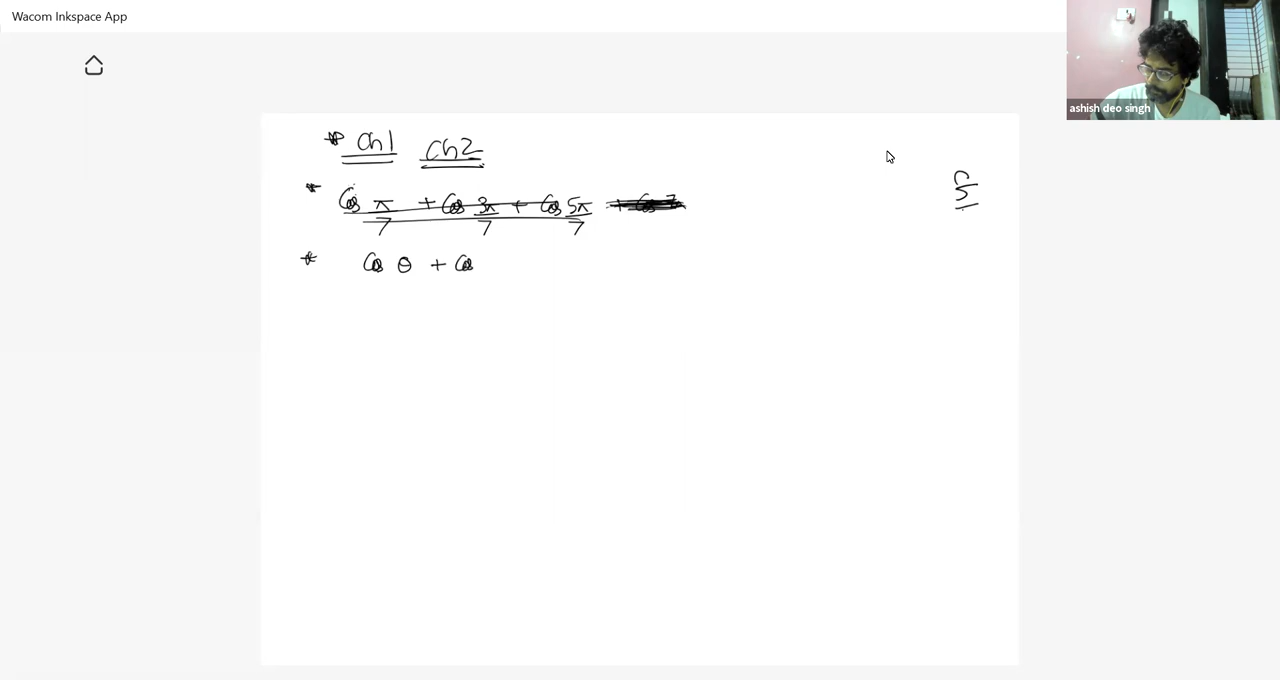 Wacom Inkspace App
ashish deo singh
* Ch1 Ch2
* Cos π/7 + Cos 3π/7 + Cos 5π/7
* Cos θ + Cos